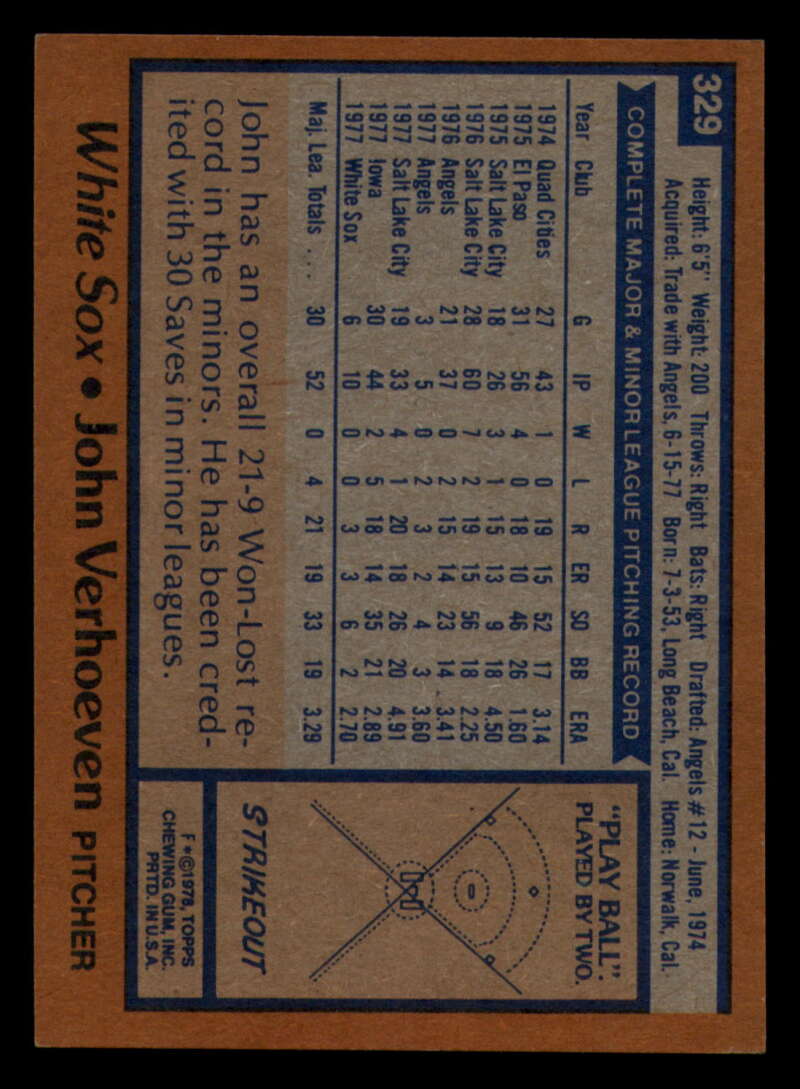 329
Height: 6'5" Weight: 200 Throws: Right Bats: Right Drafted: Angels #12 - June, 1974
Acquired: Trade with Angels, 6-15-77 Born: 7-3-53, Long Beach, Cal. Home: Norwalk, Cal.
COMPLETE MAJOR & MINOR LEAGUE PITCHING RECORD
Year Club G IP W L R ER SO BB ERA
1974 Quad Cities 27 43 1 0 19 15 52 17 3.14
1975 El Paso 31 56 4 0 18 10 46 26 1.60
1975 Salt Lake City 18 26 3 1 15 13 9 18 4.50
1976 Salt Lake City 28 60 7 2 19 15 56 18 2.25
1976 Angels 21 37 0 2 15 14 23 14 3.41
1977 Angels 3 5 0 2 3 2 4 3 3.60
1977 Salt Lake City 19 33 4 1 20 18 26 20 4.91
1977 Iowa 30 44 2 5 18 14 35 21 2.89
1977 White Sox 6 10 0 0 3 3 6 2 2.70
Maj. Lea. Totals .... 30 52 0 4 21 19 33 19 3.29
John has an overall 21-9 Won-Lost re-
cord in the minors. He has been cred-
ited with 30 Saves in minor leagues.
"PLAY BALL".
PLAYED BY TWO.
STRIKEOUT
F*©1978, TOPPS
CHEWING GUM, INC.
PRTD. IN U.S.A.
White Sox • John Verhoeven PITCHER